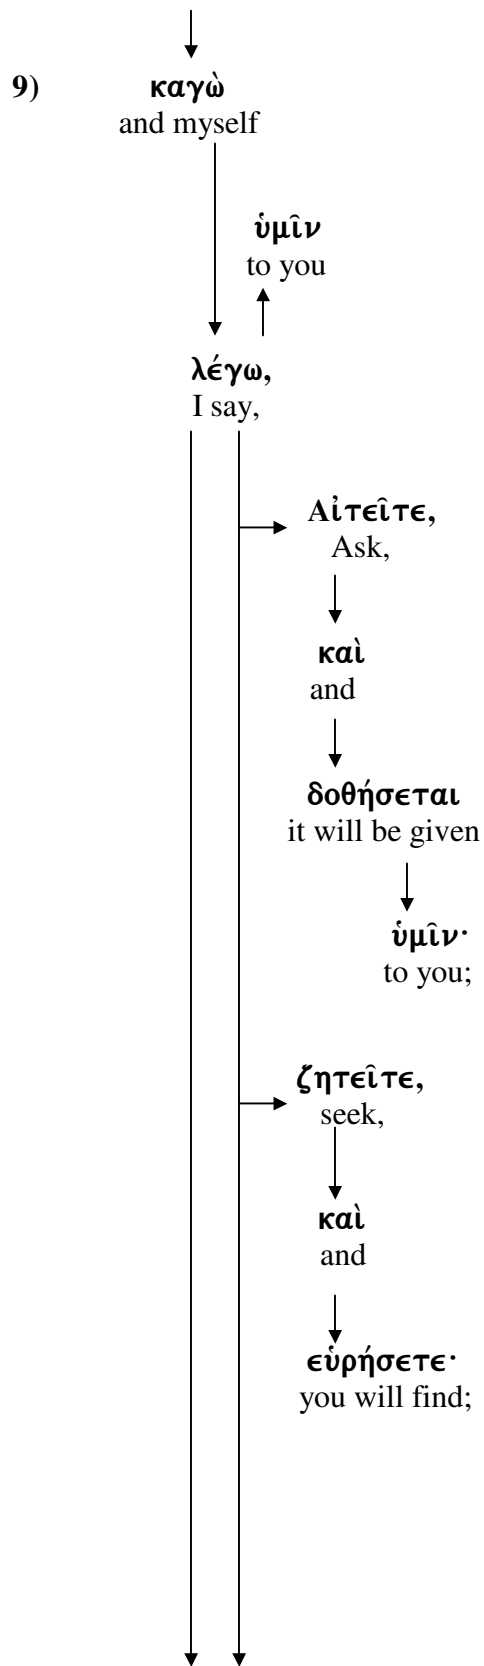 9) καγὼ
and myself
ὑμῖν
to you
λέγω,
I say,
Αἰτεῖτε,
Ask,
καὶ
and
δοθήσεται
it will be given
ὑμῖν·
to you;
ζητεῖτε,
seek,
καὶ
and
εὑρήσετε·
you will find;